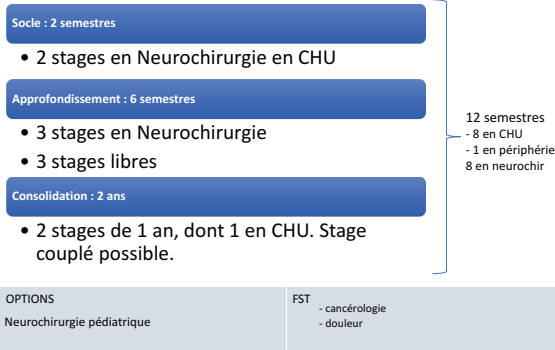 Socle : 2 semestres
• 2 stages en Neurochirurgie en CHU
Approfondissement : 6 semestres
• 3 stages en Neurochirurgie
• 3 stages libres
Consolidation : 2 ans
• 2 stages de 1 an, dont 1 en CHU. Stage
couplé possible.
12 semestres
- 8 en CHU
- 1 en périphérie
8 en neurochir
OPTIONS
Neurochirurgie pédiatrique
FST
- cancérologie
- douleur